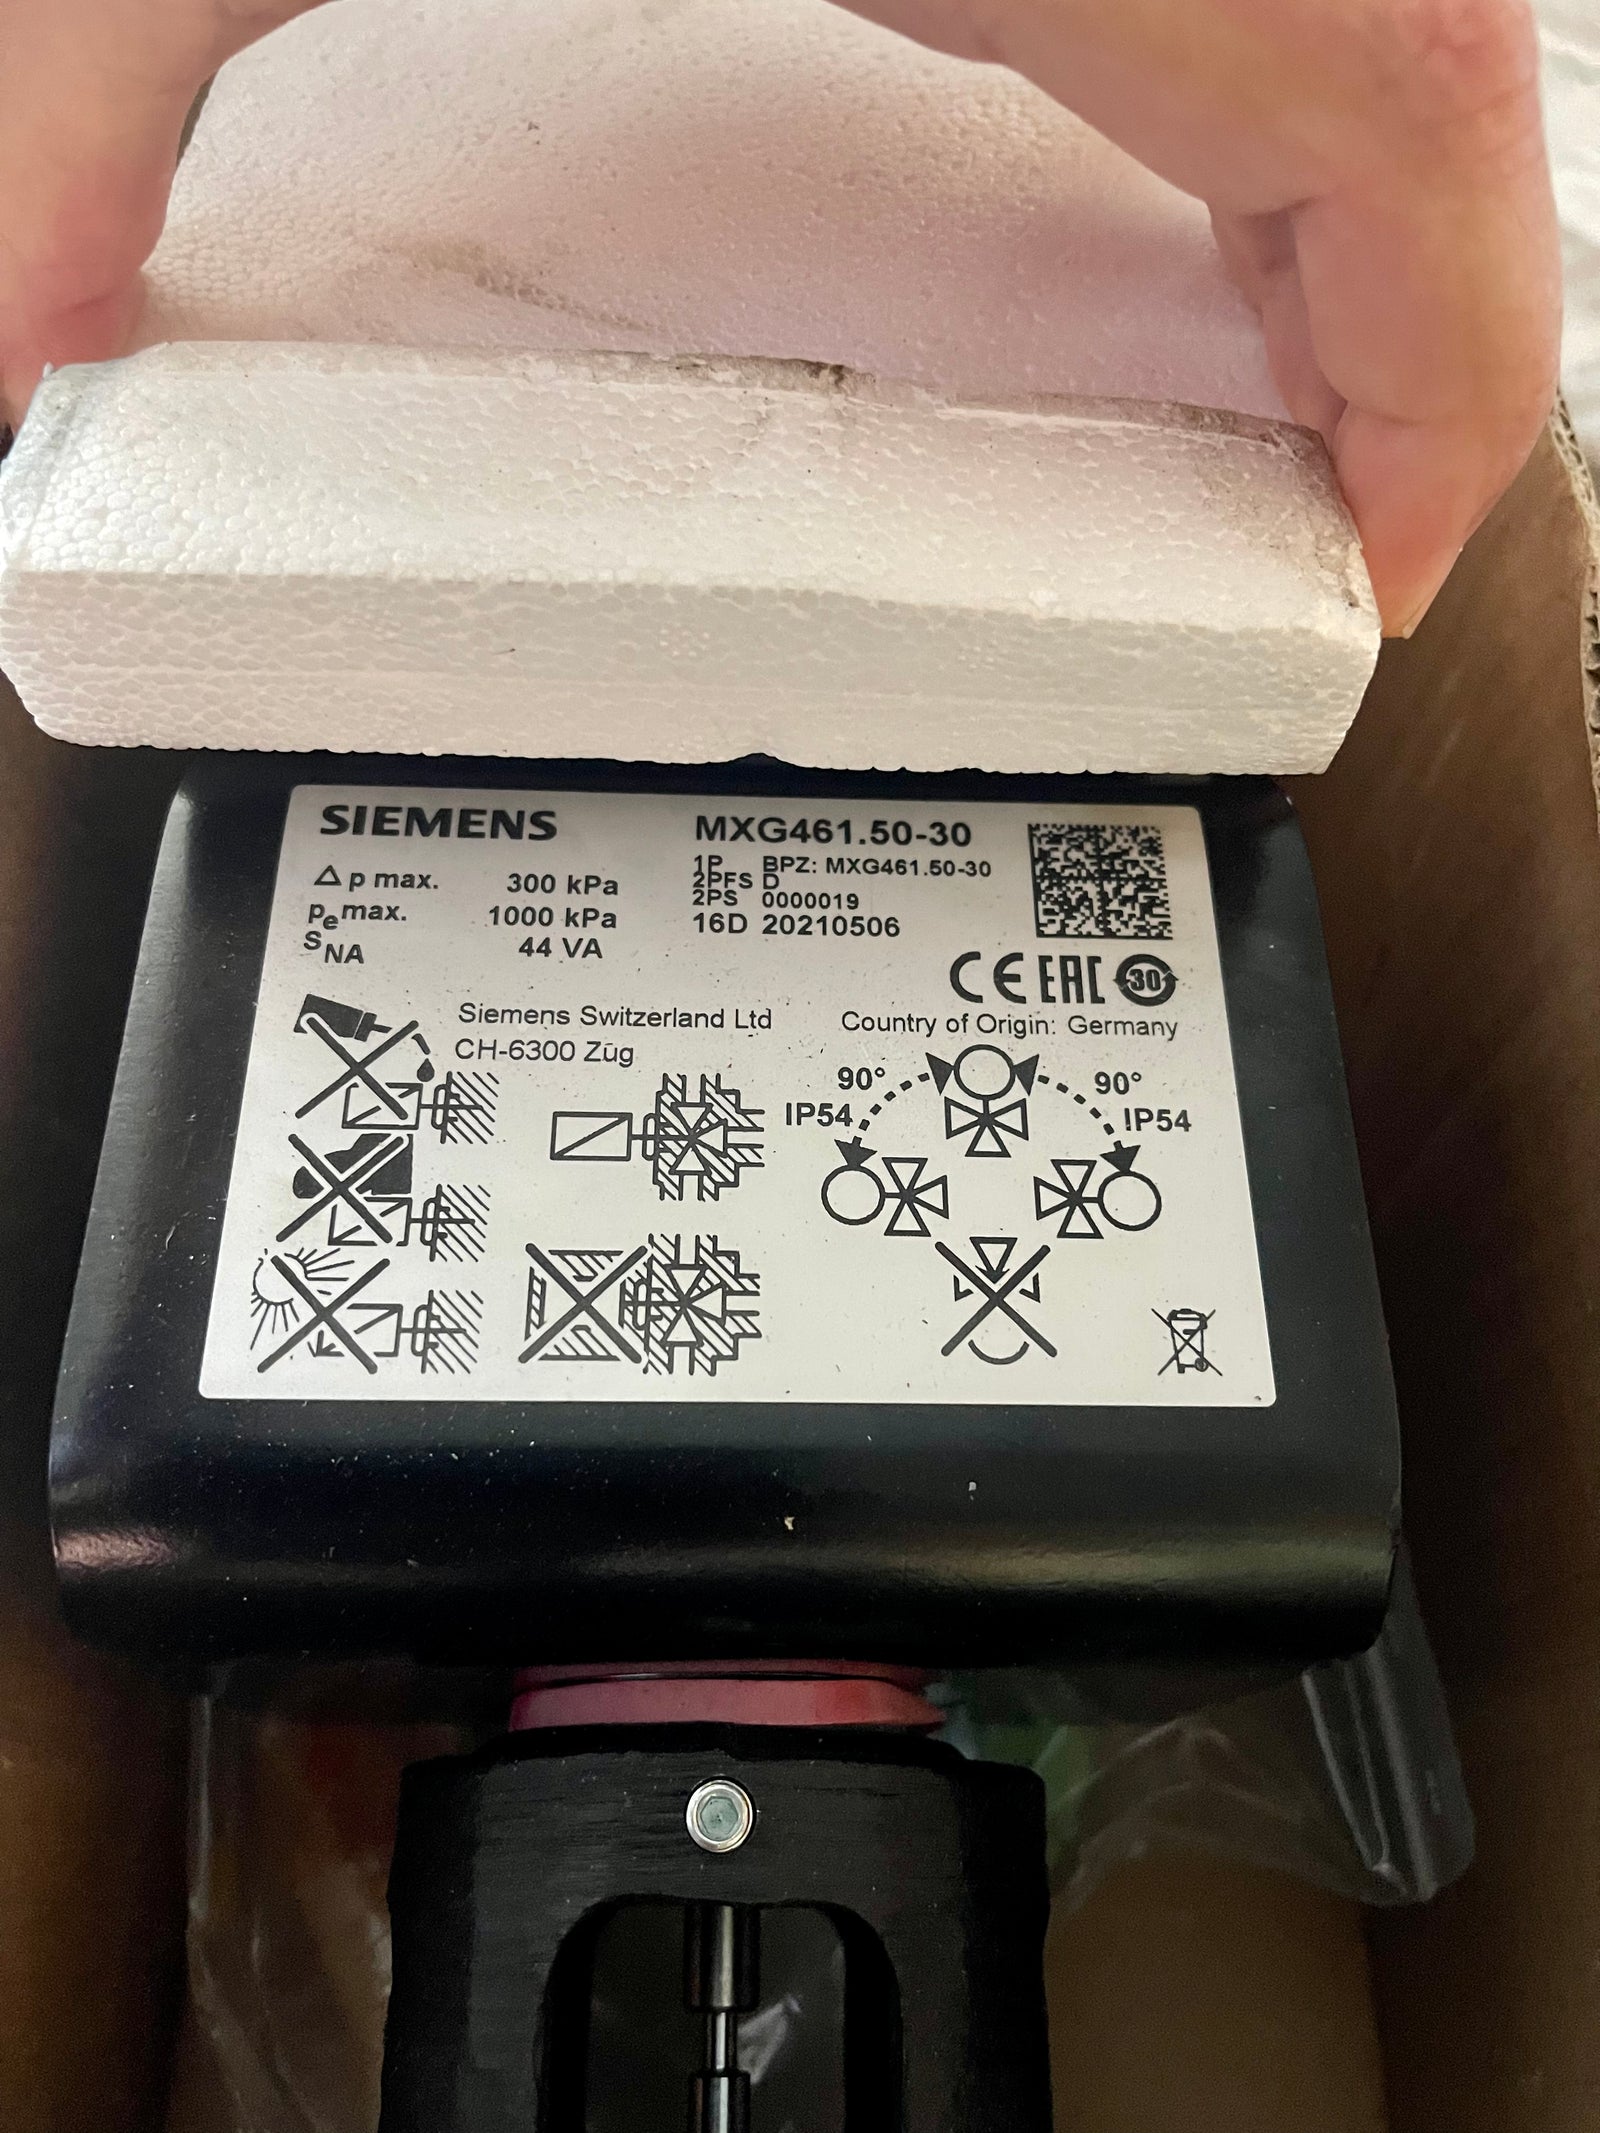 SIEMENS
MXG461.50-30
Δ p max. 300 kPa
pe max. 1000 kPa
SNA 44 VA
1P BPZ: MXG461.50-30
2PFS D
2PS 0000019
16D 20210506
CE EAC 30
Siemens Switzerland Ltd
CH-6300 Zūg
Country of Origin: Germany
90° 90°
IP54 IP54